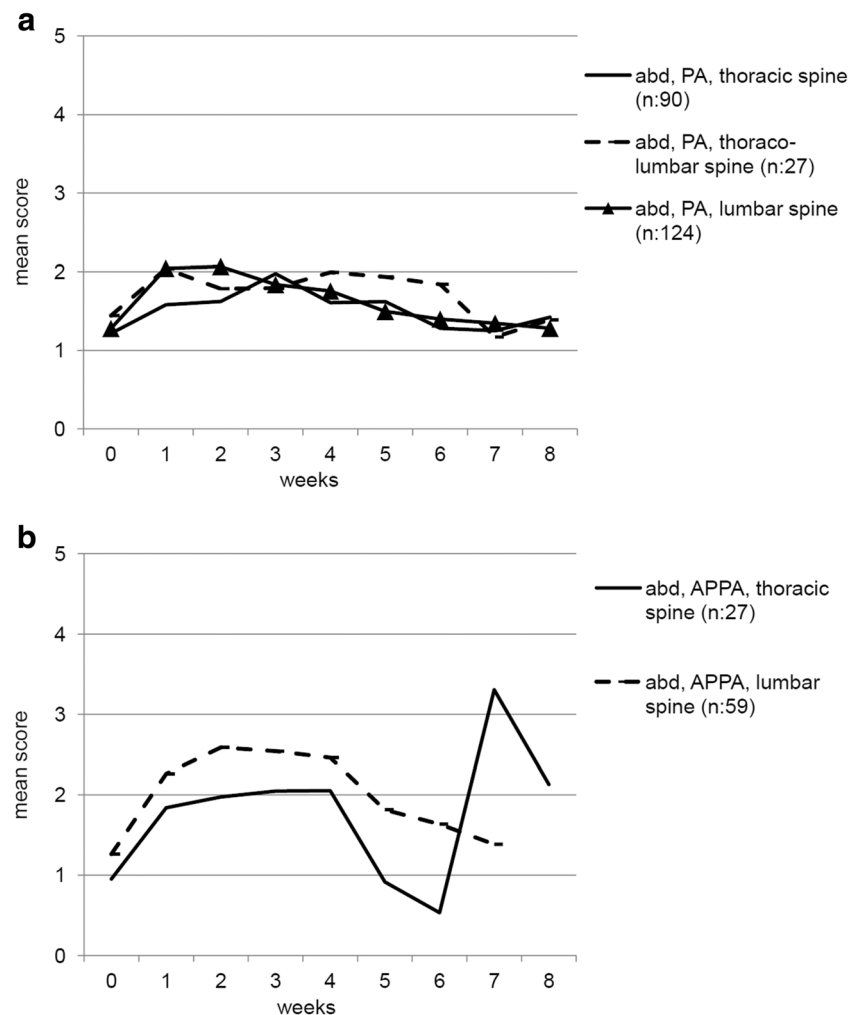 a
5
4
3
2
1
0
mean score
0 1 2 3 4 5 6 7 8
weeks
abd, PA, thoracic spine
(n:90)
abd, PA, thoraco-
lumbar spine (n:27)
abd, PA, lumbar spine
(n:124)
b
5
4
3
2
1
0
mean score
0 1 2 3 4 5 6 7 8
weeks
abd, APPA, thoracic
spine (n:27)
abd, APPA, lumbar
spine (n:59)